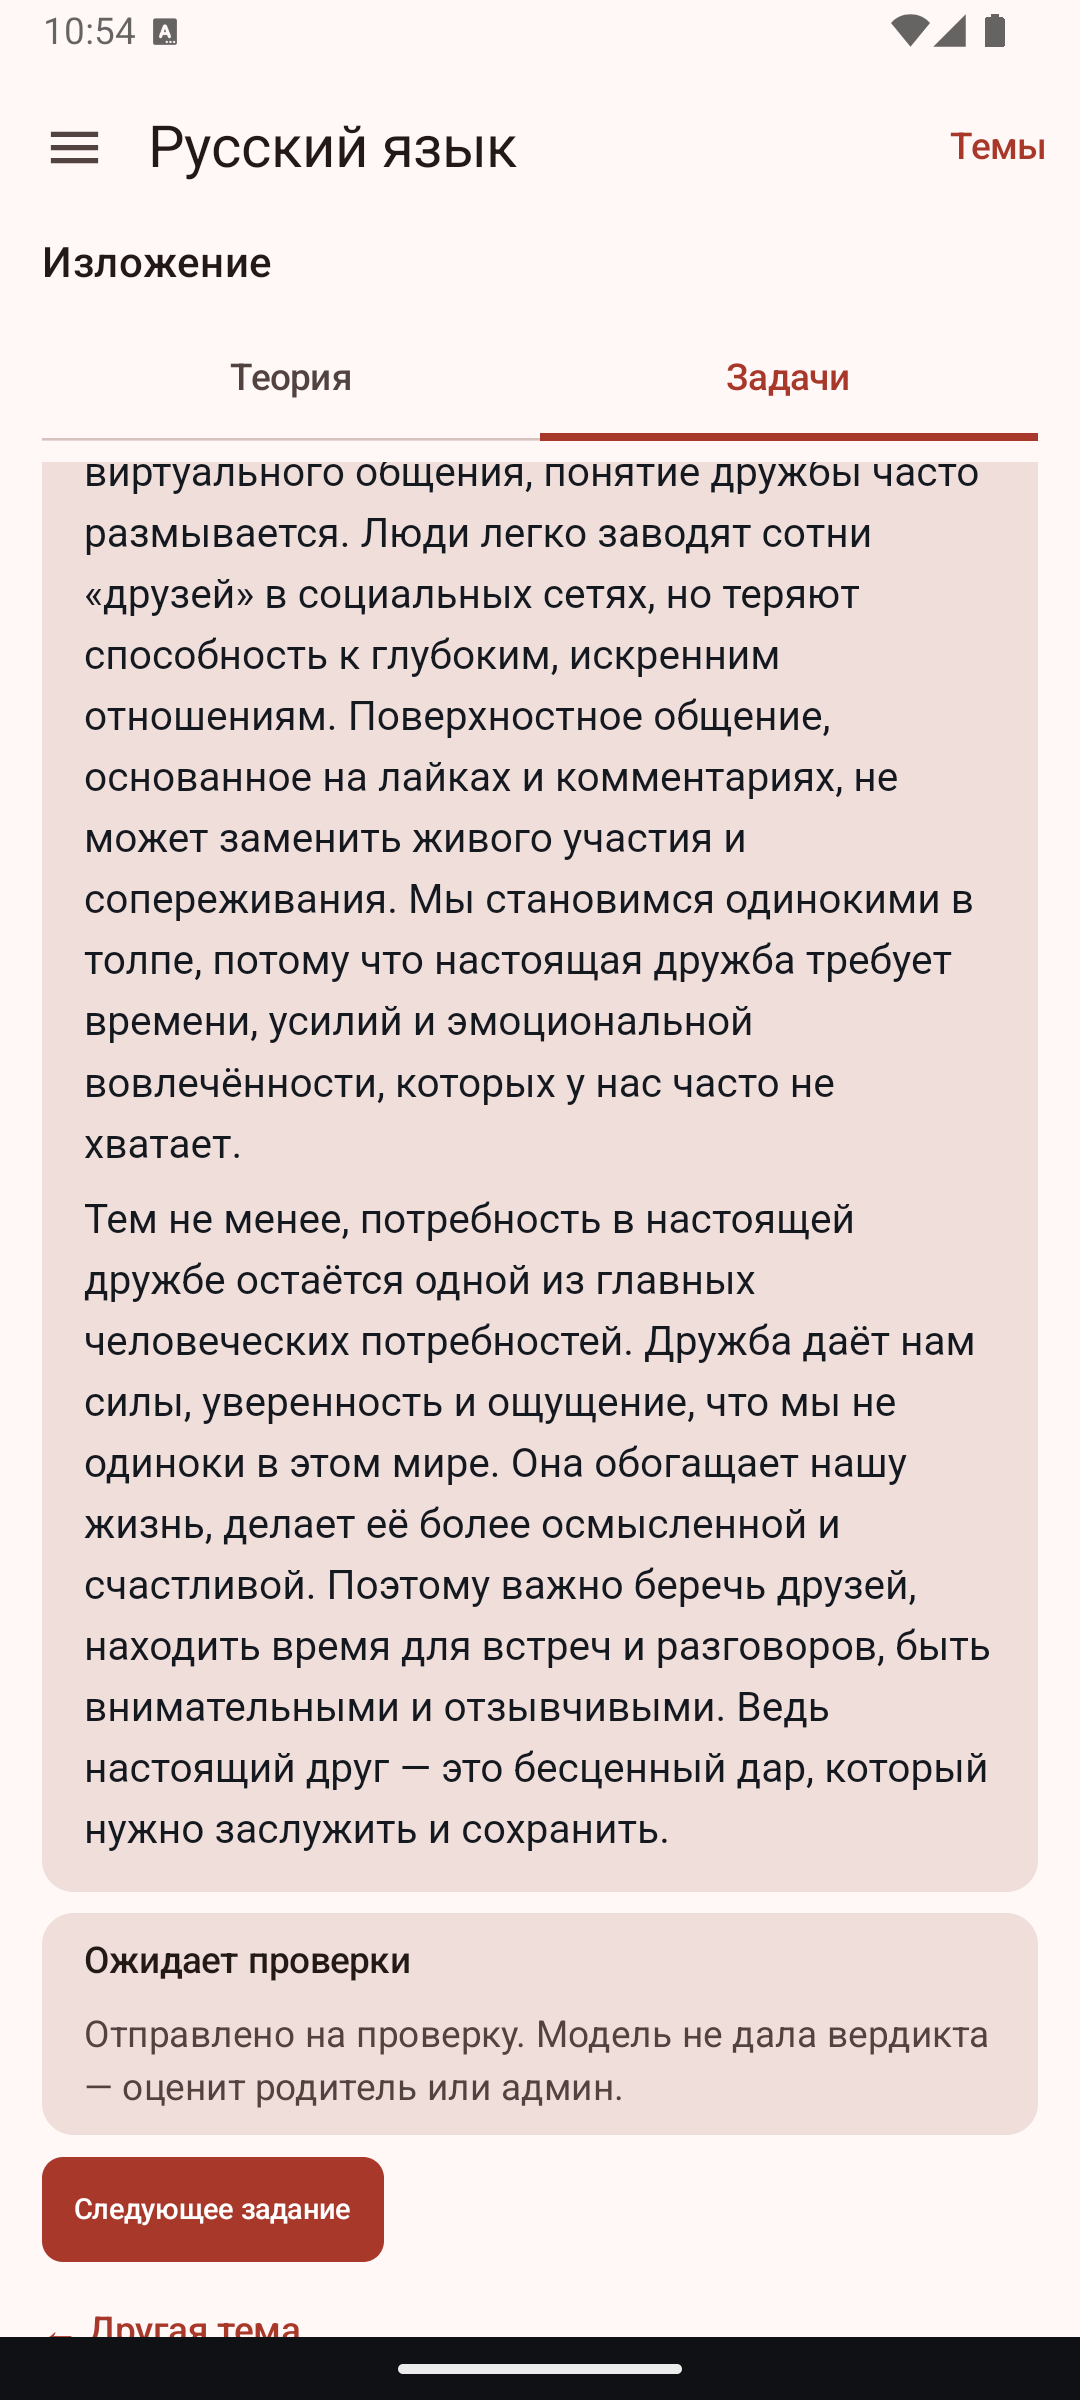 10:54
Русский язык
Темы
Изложение
Теория
Задачи
виртуального общения, понятие дружбы часто
размывается. Люди легко заводят сотни
«друзей» в социальных сетях, но теряют
способность к глубоким, искренним
отношениям. Поверхностное общение,
основанное на лайках и комментариях, не
может заменить живого участия и
сопереживания. Мы становимся одинокими в
толпе, потому что настоящая дружба требует
времени, усилий и эмоциональной
вовлечённости, которых у нас часто не
хватает.
Тем не менее, потребность в настоящей
дружбе остаётся одной из главных
человеческих потребностей. Дружба даёт нам
силы, уверенность и ощущение, что мы не
одиноки в этом мире. Она обогащает нашу
жизнь, делает её более осмысленной и
счастливой. Поэтому важно беречь друзей,
находить время для встреч и разговоров, быть
внимательными и отзывчивыми. Ведь
настоящий друг — это бесценный дар, который
нужно заслужить и сохранить.
Ожидает проверки
Отправлено на проверку. Модель не дала вердикта
— оценит родитель или админ.
Следующее задание
← Другая тема